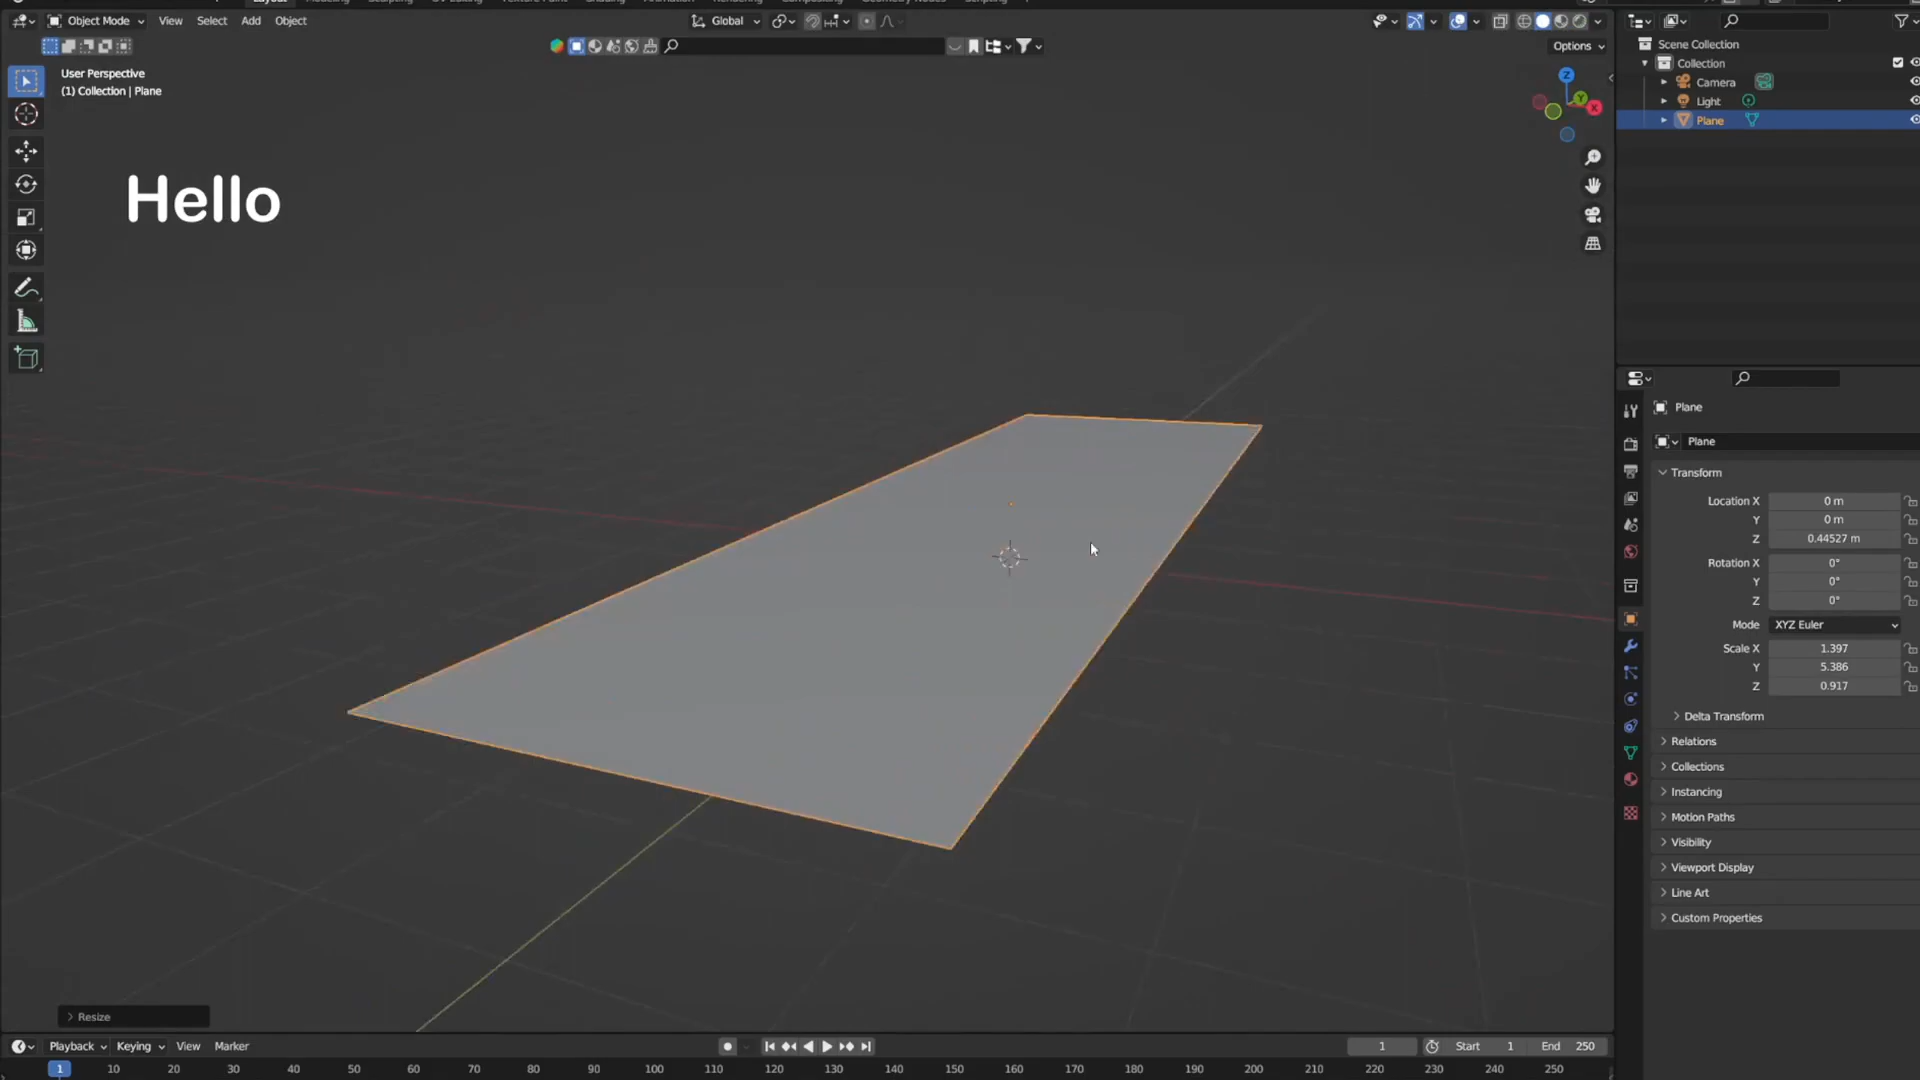 Object Mode View Select Add Object Global
Options
User Perspective
(1) Collection | Plane
Hello
Scene Collection
Collection
Camera
Light
Plane
Plane
Plane
Transform
Location X 0 m
Y 0 m
Z 0.44527 m
Rotation X 0°
Y 0°
Z 0°
Mode XYZ Euler
Scale X 1.397
Y 5.386
Z 0.917
Delta Transform
Relations
Collections
Instancing
Motion Paths
Visibility
Viewport Display
Line Art
Custom Properties
Z
Y
X
Resize
Playback Keying View Marker 1 Start 1 End 250
1 10 20 30 40 50 60 70 80 90 100 110 120 130 140 150 160 170 180 190 200 210 220 230 240 250